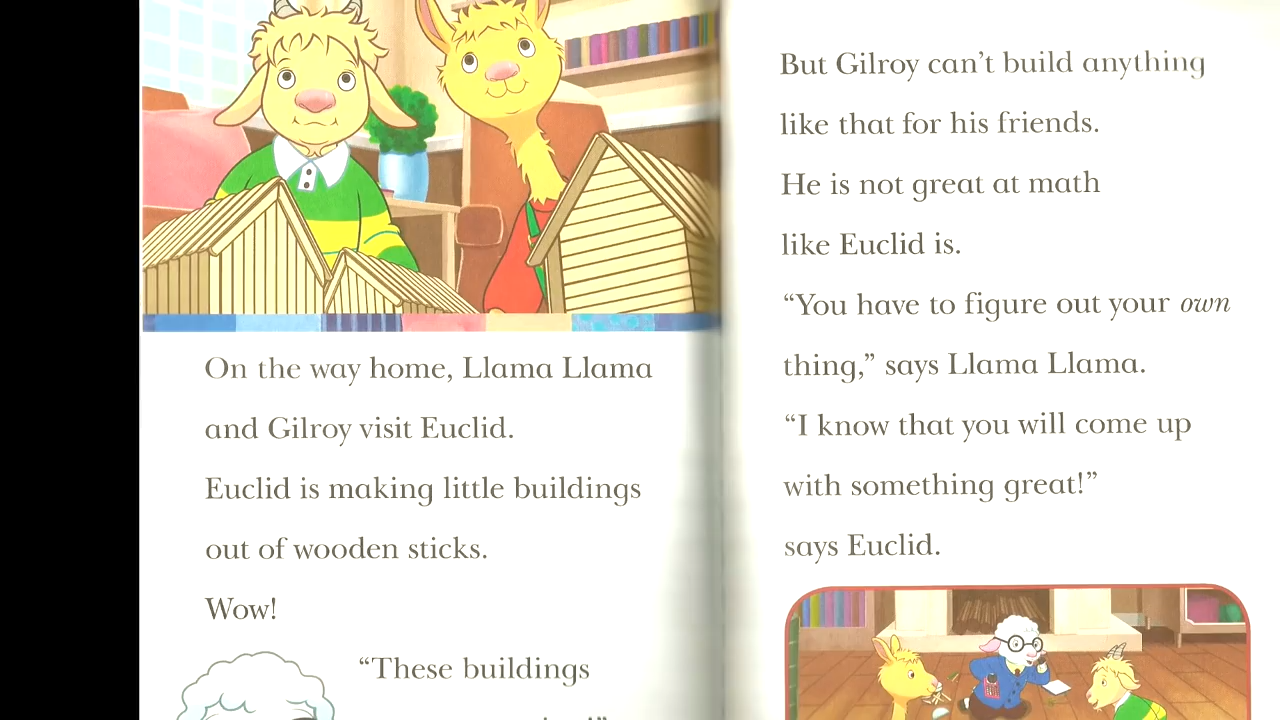 On the way home, Llama Llama
and Gilroy visit Euclid.
Euclid is making little buildings
out of wooden sticks.
Wow!
“These buildings
But Gilroy can’t build anything
like that for his friends.
He is not great at math
like Euclid is.
“You have to figure out your own
thing,” says Llama Llama.
“I know that you will come up
with something great!”
says Euclid.